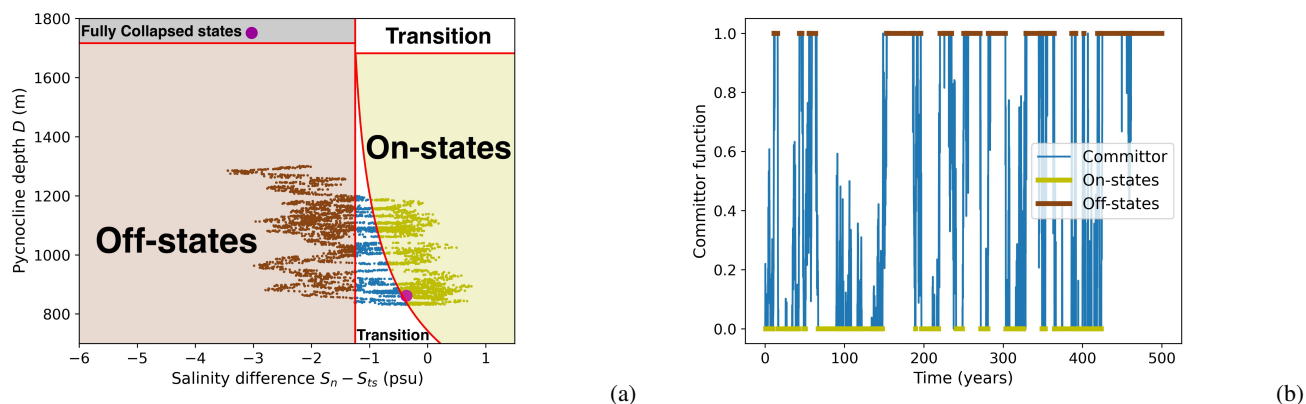 1800
1600
1400
1200
1000
800
Pycnocline depth D (m)
Fully Collapsed states
Transition
On-states
Off-states
Transition
−6 −5 −4 −3 −2 −1 0 1
Salinity difference Sn − Sts (psu)
(a)
1.0
0.8
0.6
0.4
0.2
0.0
Committor function
Committor
On-states
Off-states
0 100 200 300 400 500
Time (years)
(b)